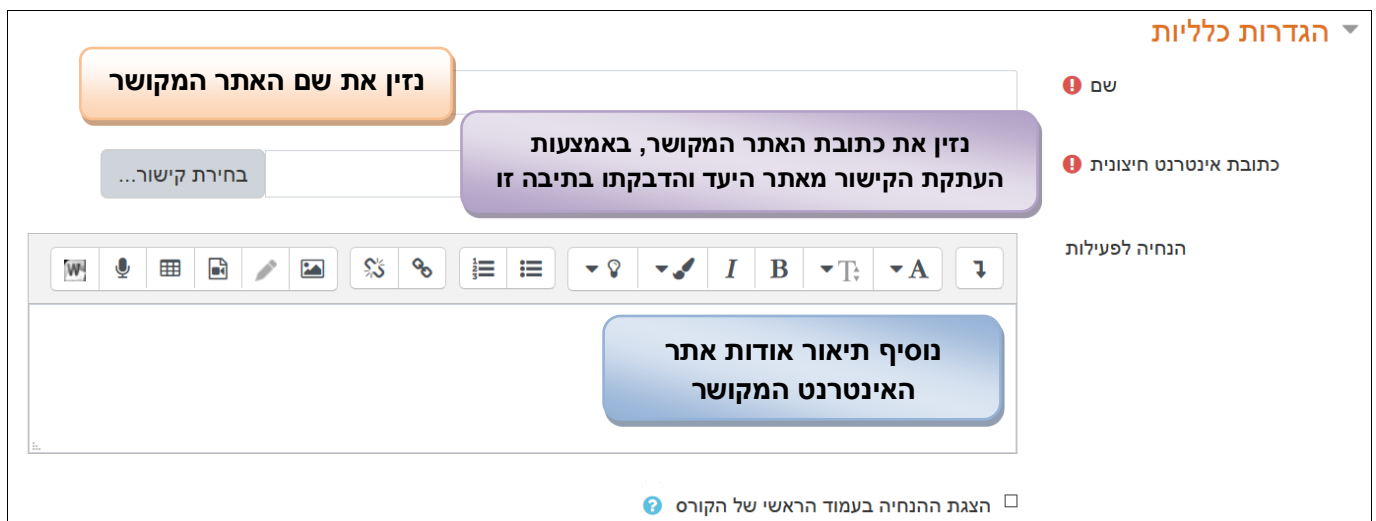 הגדרות כלליות
שם
נזין את שם האתר המקושר
כתובת אינטרנט חיצונית
נזין את כתובת האתר המקושר, באמצעות
העתקת הקישור מאתר היעד והדבקתו בתיבה זו
בחירת קישור...
הנחיה לפעילות
A T B I W
נוסיף תיאור אודות אתר
האינטרנט המקושר
הצגת ההנחיה בעמוד הראשי של הקורס ?